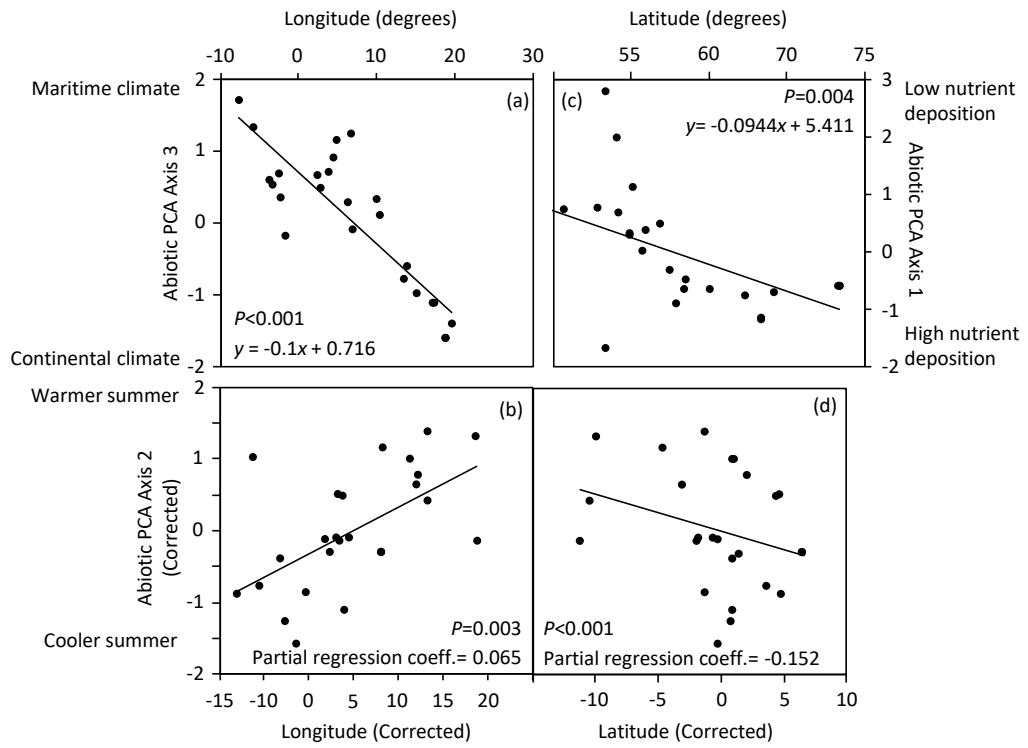 Longitude (degrees)
Latitude (degrees)
-10 0 10 20 30
55 60 65 70 75
Maritime climate
2
(a)
(c)
P=0.004
y= -0.0944x + 5.411
3
Low nutrient
deposition
1
2
Abiotic PCA Axis 3
0
1
Abiotic PCA Axis 1
0
-1
P<0.001
y = -0.1x + 0.716
-1
High nutrient
deposition
Continental climate
-2
-2
Warmer summer
2
(b)
(d)
1
Abiotic PCA Axis 2
(Corrected)
0
-1
Cooler summer
P=0.003
Partial regression coeff.= 0.065
P<0.001
Partial regression coeff.= -0.152
-2
-15 -10 -5 0 5 10 15 20
-10 -5 0 5 10
Longitude (Corrected)
Latitude (Corrected)